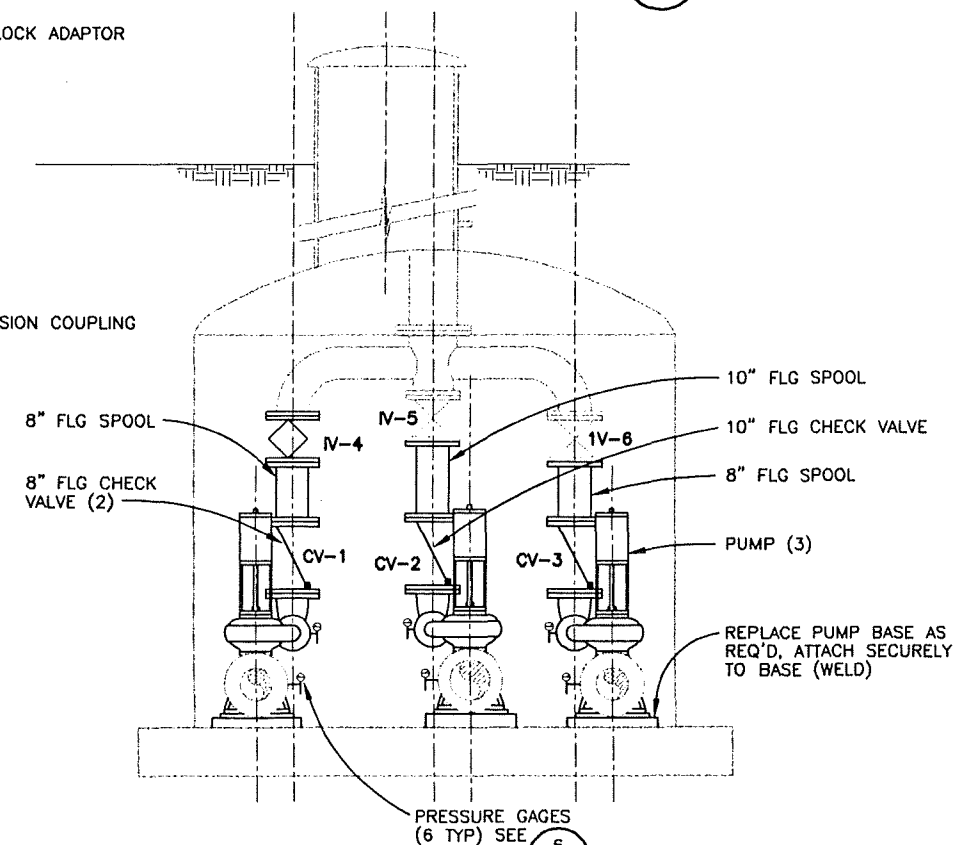 LOCK ADAPTOR
SION COUPLING
10" FLG SPOOL
8" FLG SPOOL
IV-5
10" FLG CHECK VALVE
IV-4
1V-6
8" FLG SPOOL
8" FLG CHECK
VALVE (2)
CV-1
CV-2
CV-3
PUMP (3)
REPLACE PUMP BASE AS
REQ'D, ATTACH SECURELY
TO BASE (WELD)
PRESSURE GAGES
(6 TYP) SEE
6